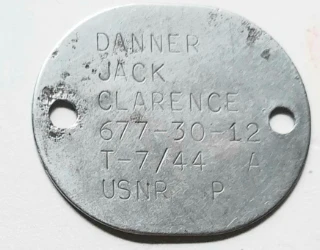 DANNER
JACK
CLARENCE
677-30-12
T-7/44 A
USNR P